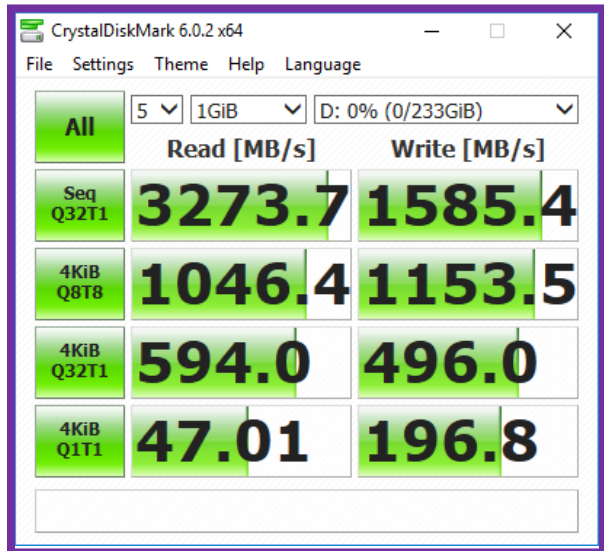 CrystalDiskMark 6.0.2 x64
File Settings Theme Help Language
All 5 1GiB D: 0% (0/233GiB)
Read [MB/s] Write [MB/s]
Seq
Q32T1 3273.7 1585.4
4KiB
Q8T8 1046.4 1153.5
4KiB
Q32T1 594.0 496.0
4KiB
Q1T1 47.01 196.8